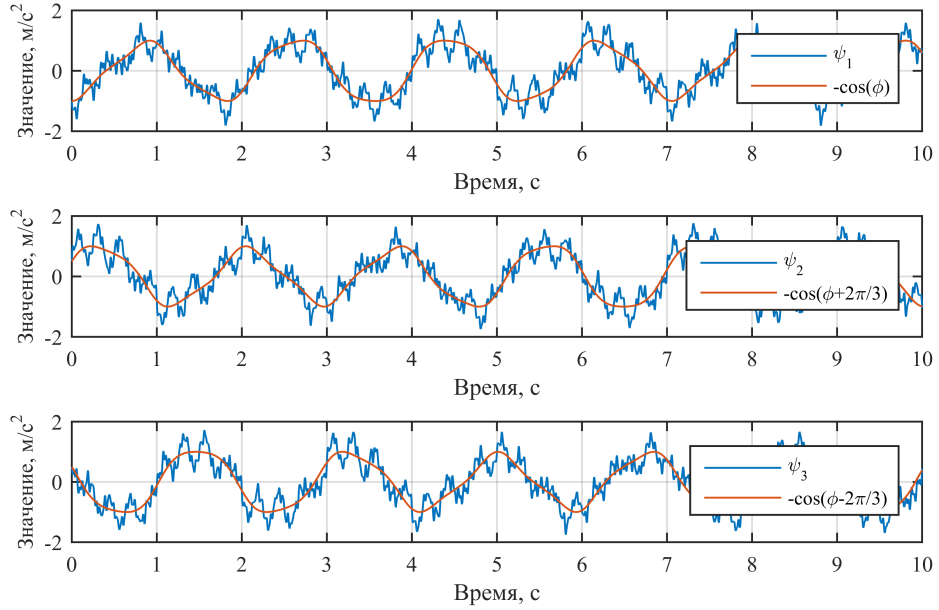 Значение, м/с²
2
0
-2
0 1 2 3 4 5 6 7 8 9 10
Время, с
ψ₁
-cos(ϕ)
Значение, м/с²
2
0
-2
0 1 2 3 4 5 6 7 8 9 10
Время, с
ψ₂
-cos(ϕ+2π/3)
Значение, м/с²
2
0
-2
0 1 2 3 4 5 6 7 8 9 10
Время, с
ψ₃
-cos(ϕ-2π/3)